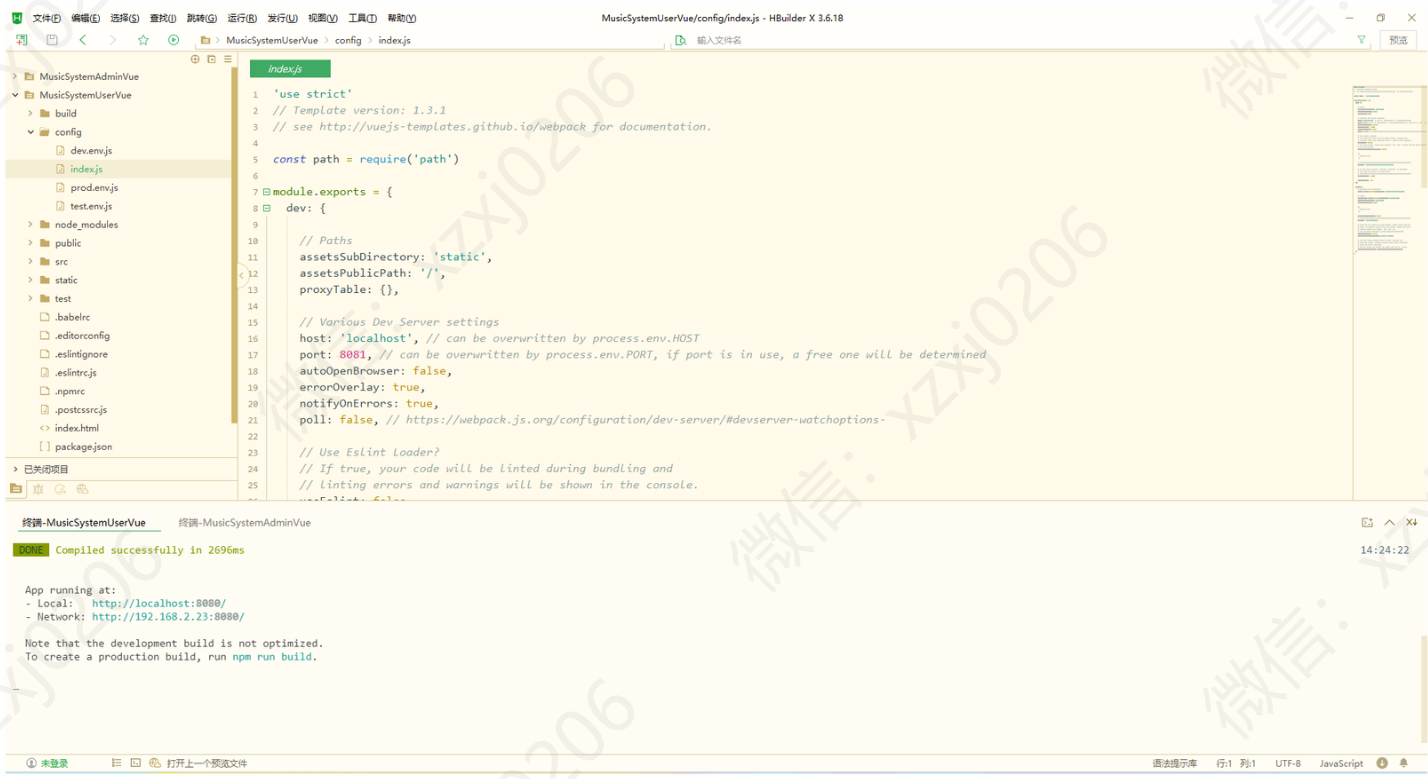 文件(F) 编辑(E) 选择(S) 查找(I) 跳转(G) 运行(R) 发行(U) 视图(V) 工具(T) 帮助(Y) MusicSystemUserVue/config/index.js - HBuilder X 3.6.18
MusicSystemUserVue > config > index.js 输入文件名 预览
MusicSystemAdminVue
MusicSystemUserVue
build
config
dev.env.js
index.js
prod.env.js
test.env.js
node_modules
public
src
static
test
.babelrc
.editorconfig
.eslintignore
.eslintrc.js
.npmrc
.postcssrc.js
index.html
package.json
已关闭项目
index.js
1 'use strict'
2 // Template version: 1.3.1
3 // see http://vuejs-templates.github.io/webpack for documentation.
4
5 const path = require('path')
6
7 module.exports = {
8 dev: {
9
10 // Paths
11 assetsSubDirectory: 'static',
12 assetsPublicPath: '/',
13 proxyTable: {},
14
15 // Various Dev Server settings
16 host: 'localhost', // can be overwritten by process.env.HOST
17 port: 8081, // can be overwritten by process.env.PORT, if port is in use, a free one will be determined
18 autoOpenBrowser: false,
19 errorOverlay: true,
20 notifyOnErrors: true,
21 poll: false, // https://webpack.js.org/configuration/dev-server/#devserver-watchoptions-
22
23 // Use Eslint Loader?
24 // If true, your code will be linted during bundling and
25 // linting errors and warnings will be shown in the console.
终端-MusicSystemUserVue 终端-MusicSystemAdminVue
DONE Compiled successfully in 2696ms 14:24:22
App running at:
- Local: http://localhost:8080/
- Network: http://192.168.2.23:8080/
Note that the development build is not optimized.
To create a production build, run npm run build.
未登录 打开上一个预览文件 语法提示库 行:1 列:1 UTF-8 JavaScript
微信：xzxj0206